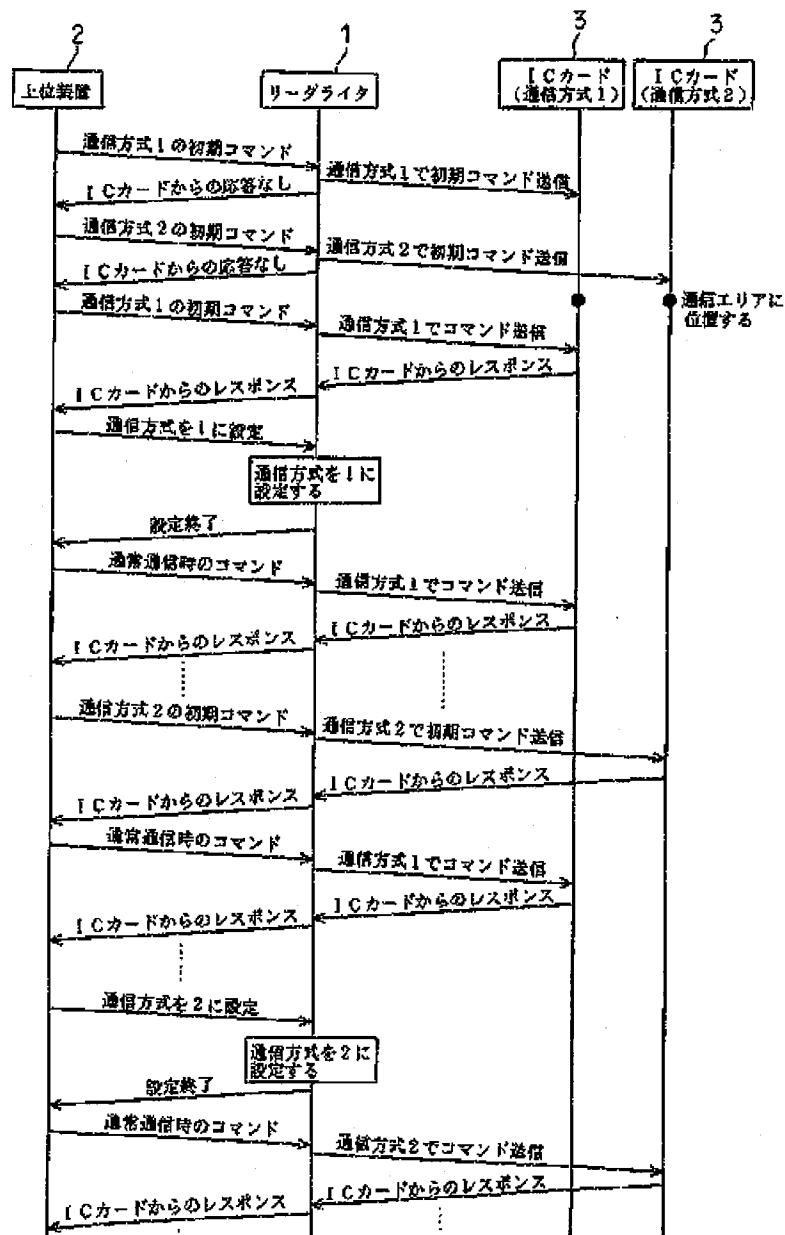 2
1
3
3
上位装置
リーダライタ
ICカード
(通信方式1)
ICカード
(通信方式2)
通信方式1の初期コマンド
通信方式1で初期コマンド送信
ICカードからの応答なし
通信方式2の初期コマンド
通信方式2で初期コマンド送信
ICカードからの応答なし
通信エリアに
位置する
通信方式1の初期コマンド
通信方式1でコマンド送信
ICカードからのレスポンス
ICカードからのレスポンス
通信方式を1に設定
通信方式を1に
設定する
設定終了
通常通信時のコマンド
通信方式1でコマンド送信
ICカードからのレスポンス
ICカードからのレスポンス
通信方式2の初期コマンド
通信方式2で初期コマンド送信
ICカードからのレスポンス
ICカードからのレスポンス
通常通信時のコマンド
通信方式1でコマンド送信
ICカードからのレスポンス
ICカードからのレスポンス
通信方式を2に設定
通信方式を2に
設定する
設定終了
通常通信時のコマンド
通信方式2でコマンド送信
ICカードからのレスポンス
ICカードからのレスポンス